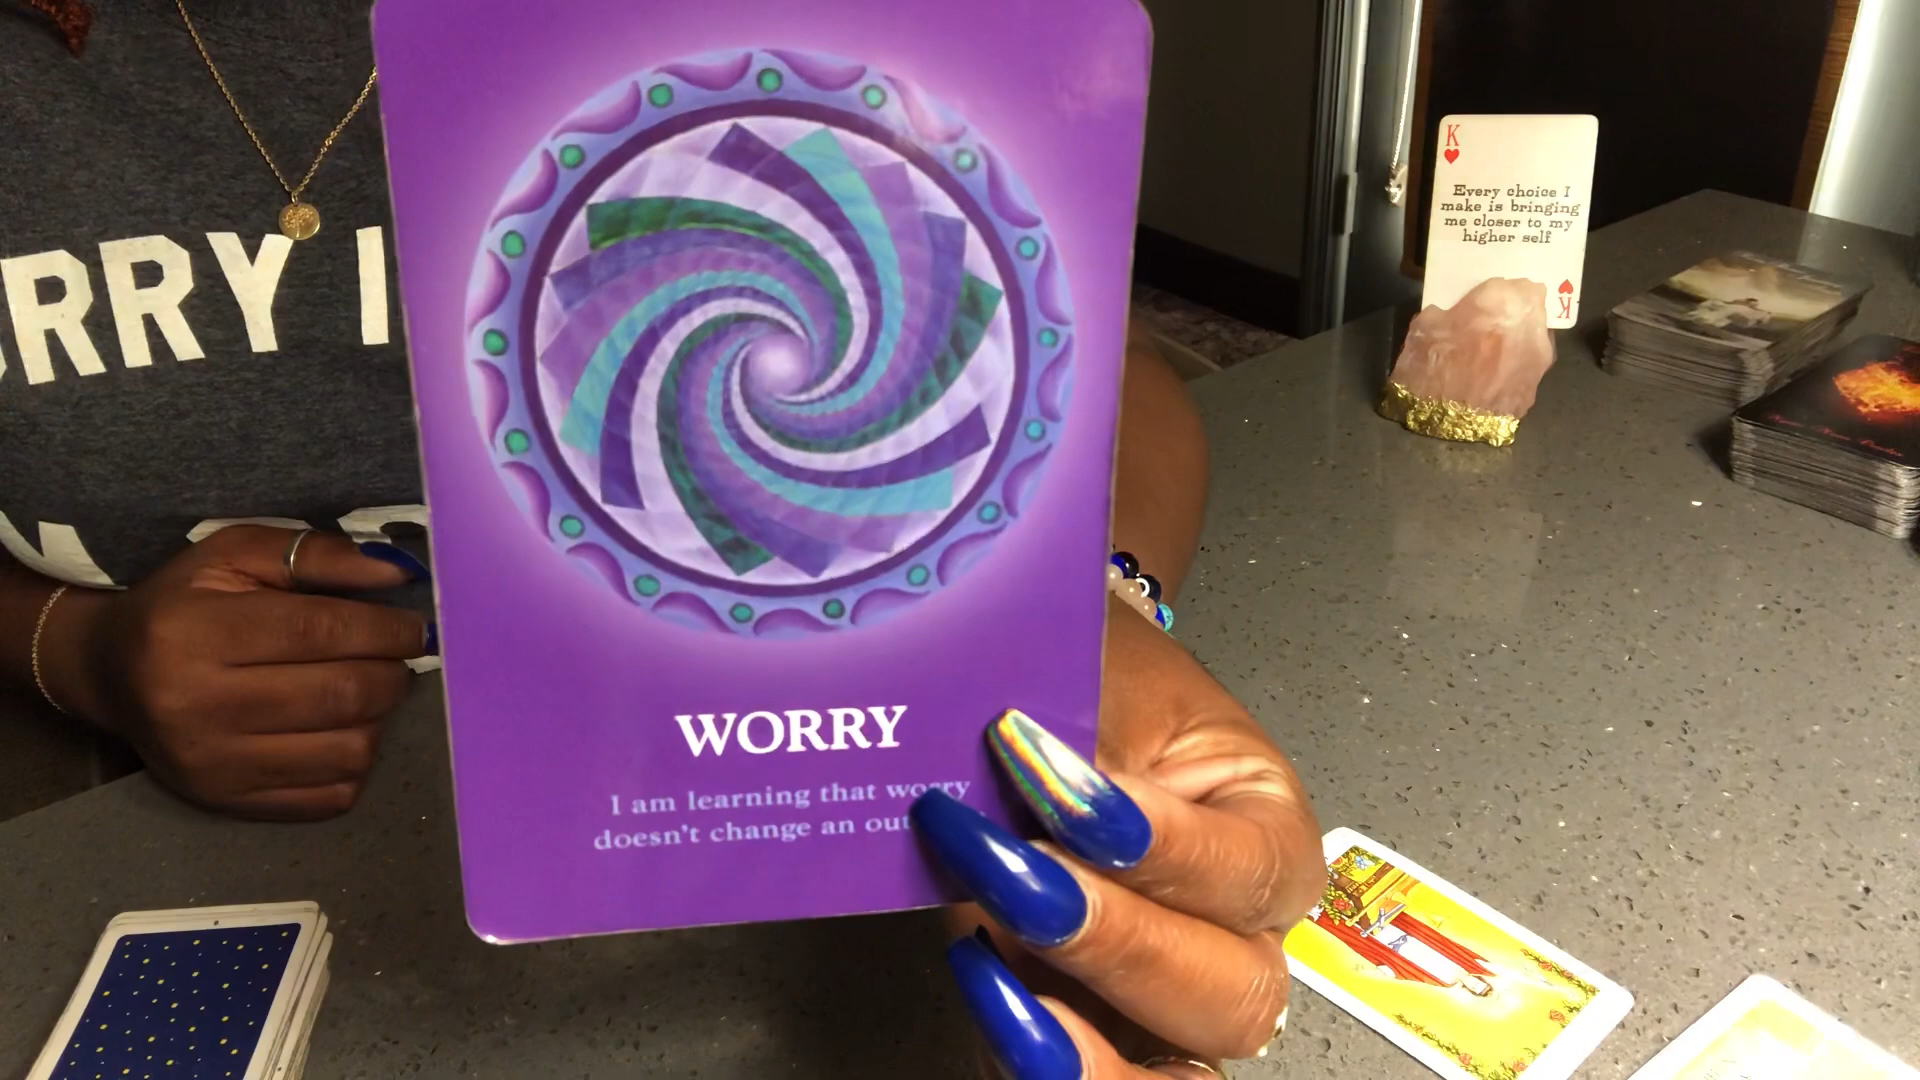 RRY I
WORRY
I am learning that worry
doesn't change an out
K
Every choice I
make is bringing
me closer to my
higher self
K